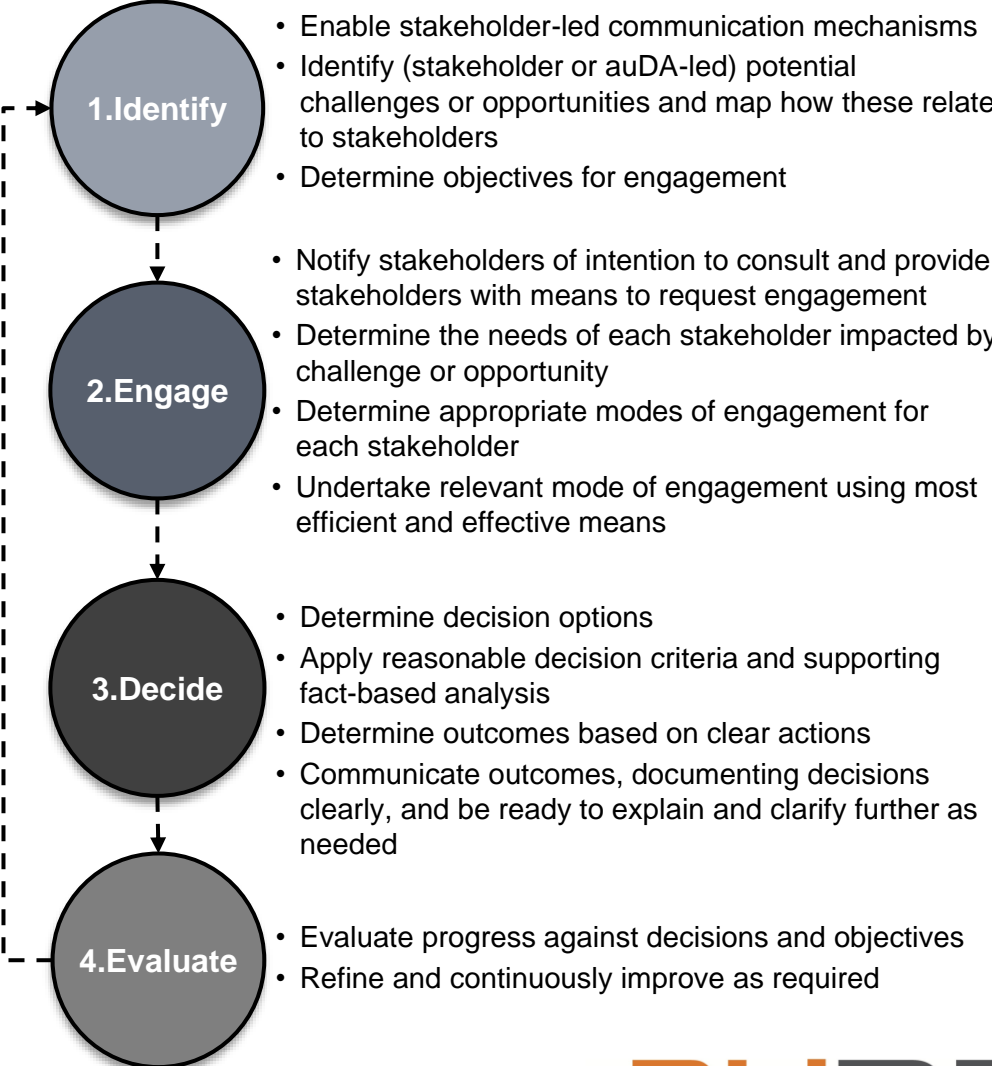 1.Identify
• Enable stakeholder-led communication mechanisms
• Identify (stakeholder or auDA-led) potential
challenges or opportunities and map how these relate
to stakeholders
• Determine objectives for engagement
2.Engage
• Notify stakeholders of intention to consult and provide
stakeholders with means to request engagement
• Determine the needs of each stakeholder impacted by
challenge or opportunity
• Determine appropriate modes of engagement for
each stakeholder
• Undertake relevant mode of engagement using most
efficient and effective means
3.Decide
• Determine decision options
• Apply reasonable decision criteria and supporting
fact-based analysis
• Determine outcomes based on clear actions
• Communicate outcomes, documenting decisions
clearly, and be ready to explain and clarify further as
needed
4.Evaluate
• Evaluate progress against decisions and objectives
• Refine and continuously improve as required